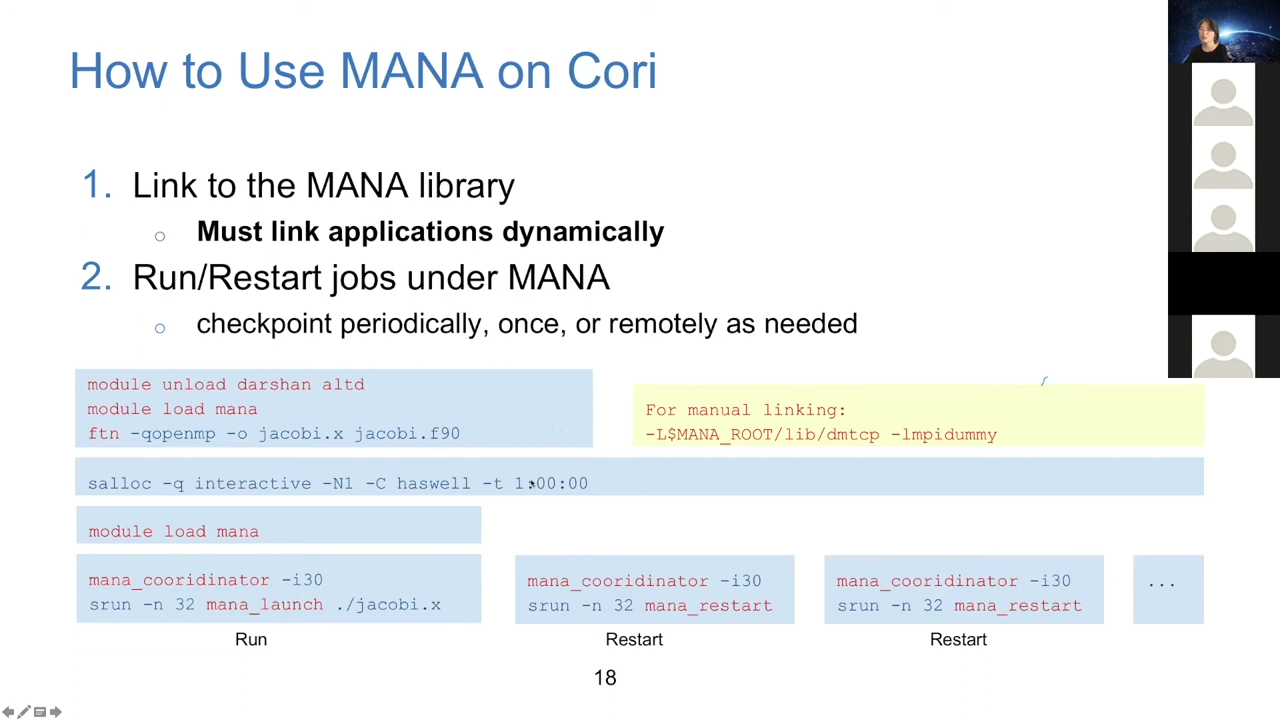 How to Use MANA on Cori
1. Link to the MANA library
Must link applications dynamically
2. Run/Restart jobs under MANA
checkpoint periodically, once, or remotely as needed
module unload darshan altd
module load mana
ftn -qopenmp -o jacobi.x jacobi.f90
For manual linking:
-L$MANA_ROOT/lib/dmtcp -lmpidummy
salloc -q interactive -N1 -C haswell -t 1:00:00
module load mana
mana_cooridinator -i30
srun -n 32 mana_launch ./jacobi.x
Run
mana_cooridinator -i30
srun -n 32 mana_restart
Restart
mana_cooridinator -i30
srun -n 32 mana_restart
Restart
...
18